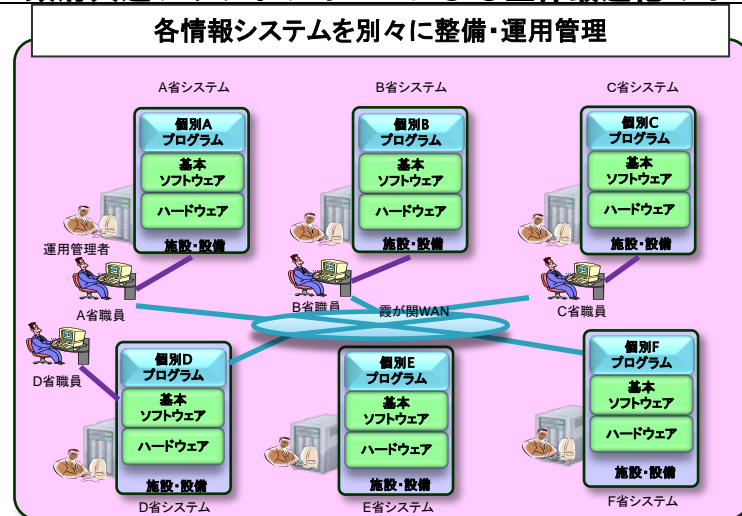 各情報システムを別々に整備・運用管理
A省システム
B省システム
C省システム
個別A
プログラム
基本
ソフトウェア
ハードウェア
施設・設備
個別B
プログラム
基本
ソフトウェア
ハードウェア
施設・設備
個別C
プログラム
基本
ソフトウェア
ハードウェア
施設・設備
運用管理者
A省職員
B省職員
霞が関WAN
C省職員
D省職員
個別D
プログラム
基本
ソフトウェア
ハードウェア
施設・設備
D省システム
個別E
プログラム
基本
ソフトウェア
ハードウェア
施設・設備
E省システム
個別F
プログラム
基本
ソフトウェア
ハードウェア
施設・設備
F省システム